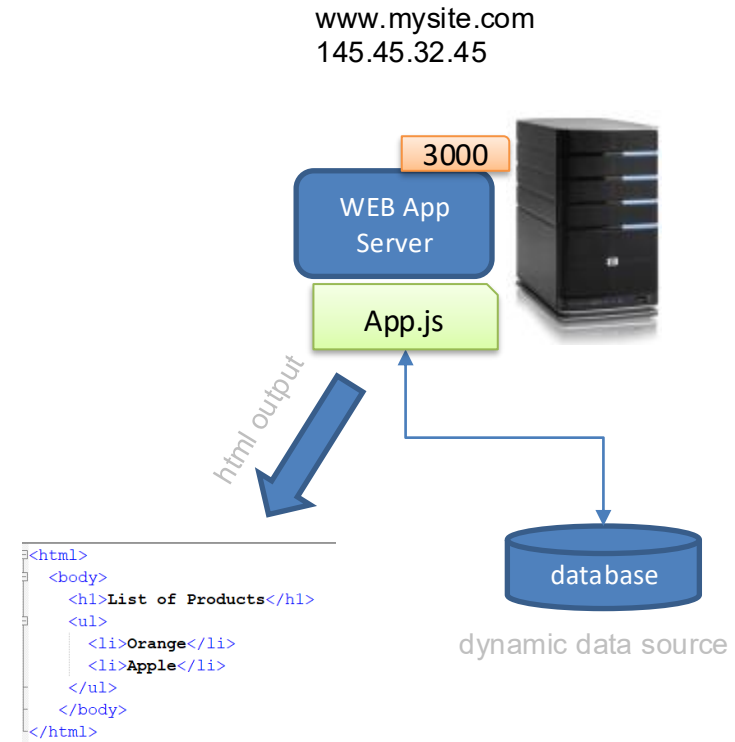 www.mysite.com
145.45.32.45
3000
WEB App
Server
App.js
html output
<html>
<body>
<h1>List of Products</h1>
<ul>
<li>Orange</li>
<li>Apple</li>
</ul>
</body>
</html>
database
dynamic data source